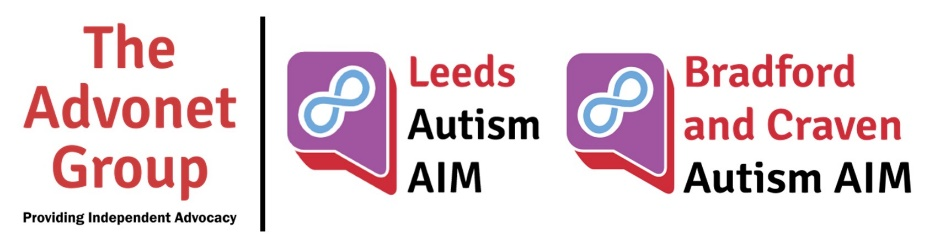 The
Advonet
Group
Providing Independent Advocacy
Leeds
Autism
AIM
Bradford
and Craven
Autism AIM